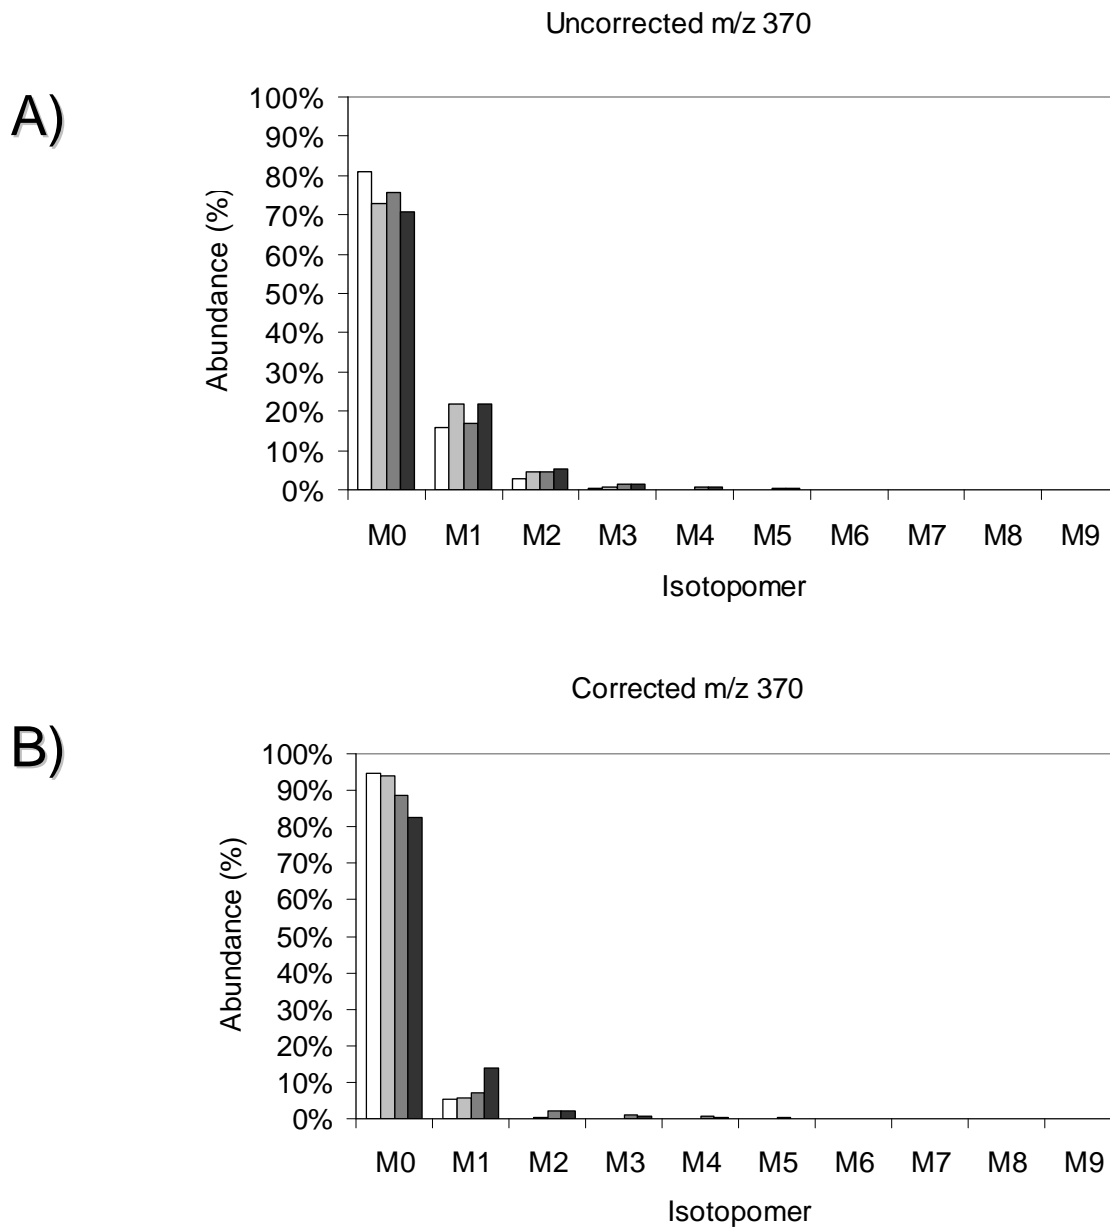 Uncorrected m/z 370
A)
100%
90%
80%
70%
60%
50%
40%
30%
20%
10%
0%
Abundance (%)
M0 M1 M2 M3 M4 M5 M6 M7 M8 M9
Isotopomer
Corrected m/z 370
B)
100%
90%
80%
70%
60%
50%
40%
30%
20%
10%
0%
Abundance (%)
M0 M1 M2 M3 M4 M5 M6 M7 M8 M9
Isotopomer